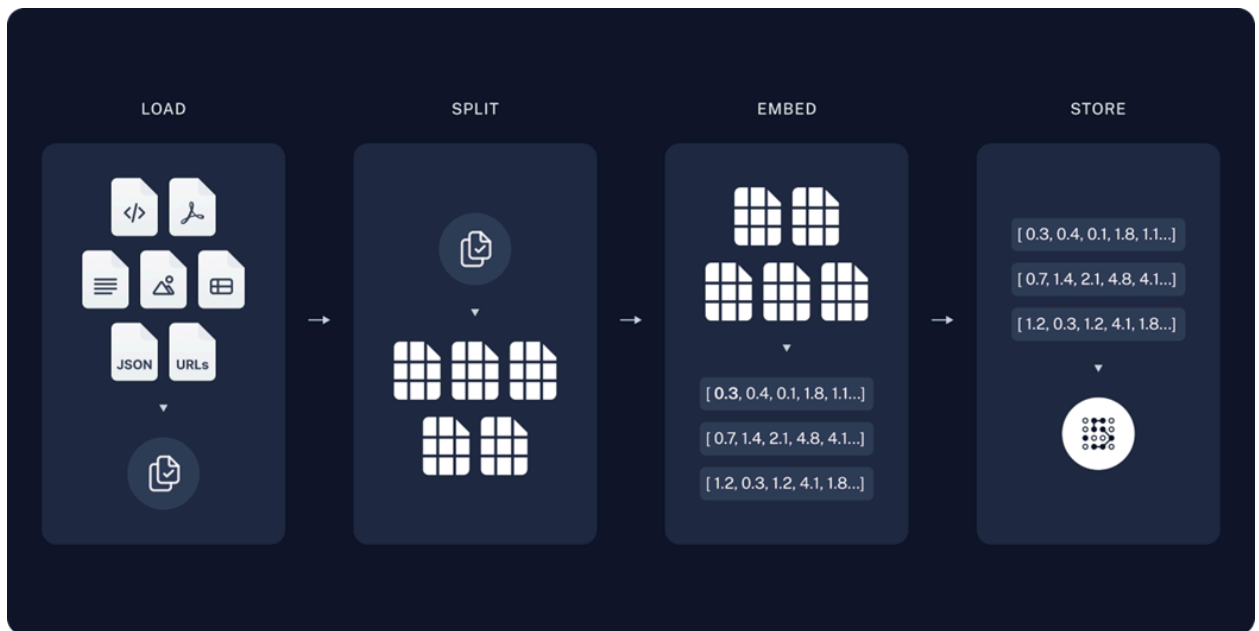 LOAD
SPLIT
EMBED
STORE
</>
JSON
URLs
[ 0.3, 0.4, 0.1, 1.8, 1.1...]
[ 0.7, 1.4, 2.1, 4.8, 4.1...]
[ 1.2, 0.3, 1.2, 4.1, 1.8...]
[ 0.3, 0.4, 0.1, 1.8, 1.1...]
[ 0.7, 1.4, 2.1, 4.8, 4.1...]
[ 1.2, 0.3, 1.2, 4.1, 1.8...]